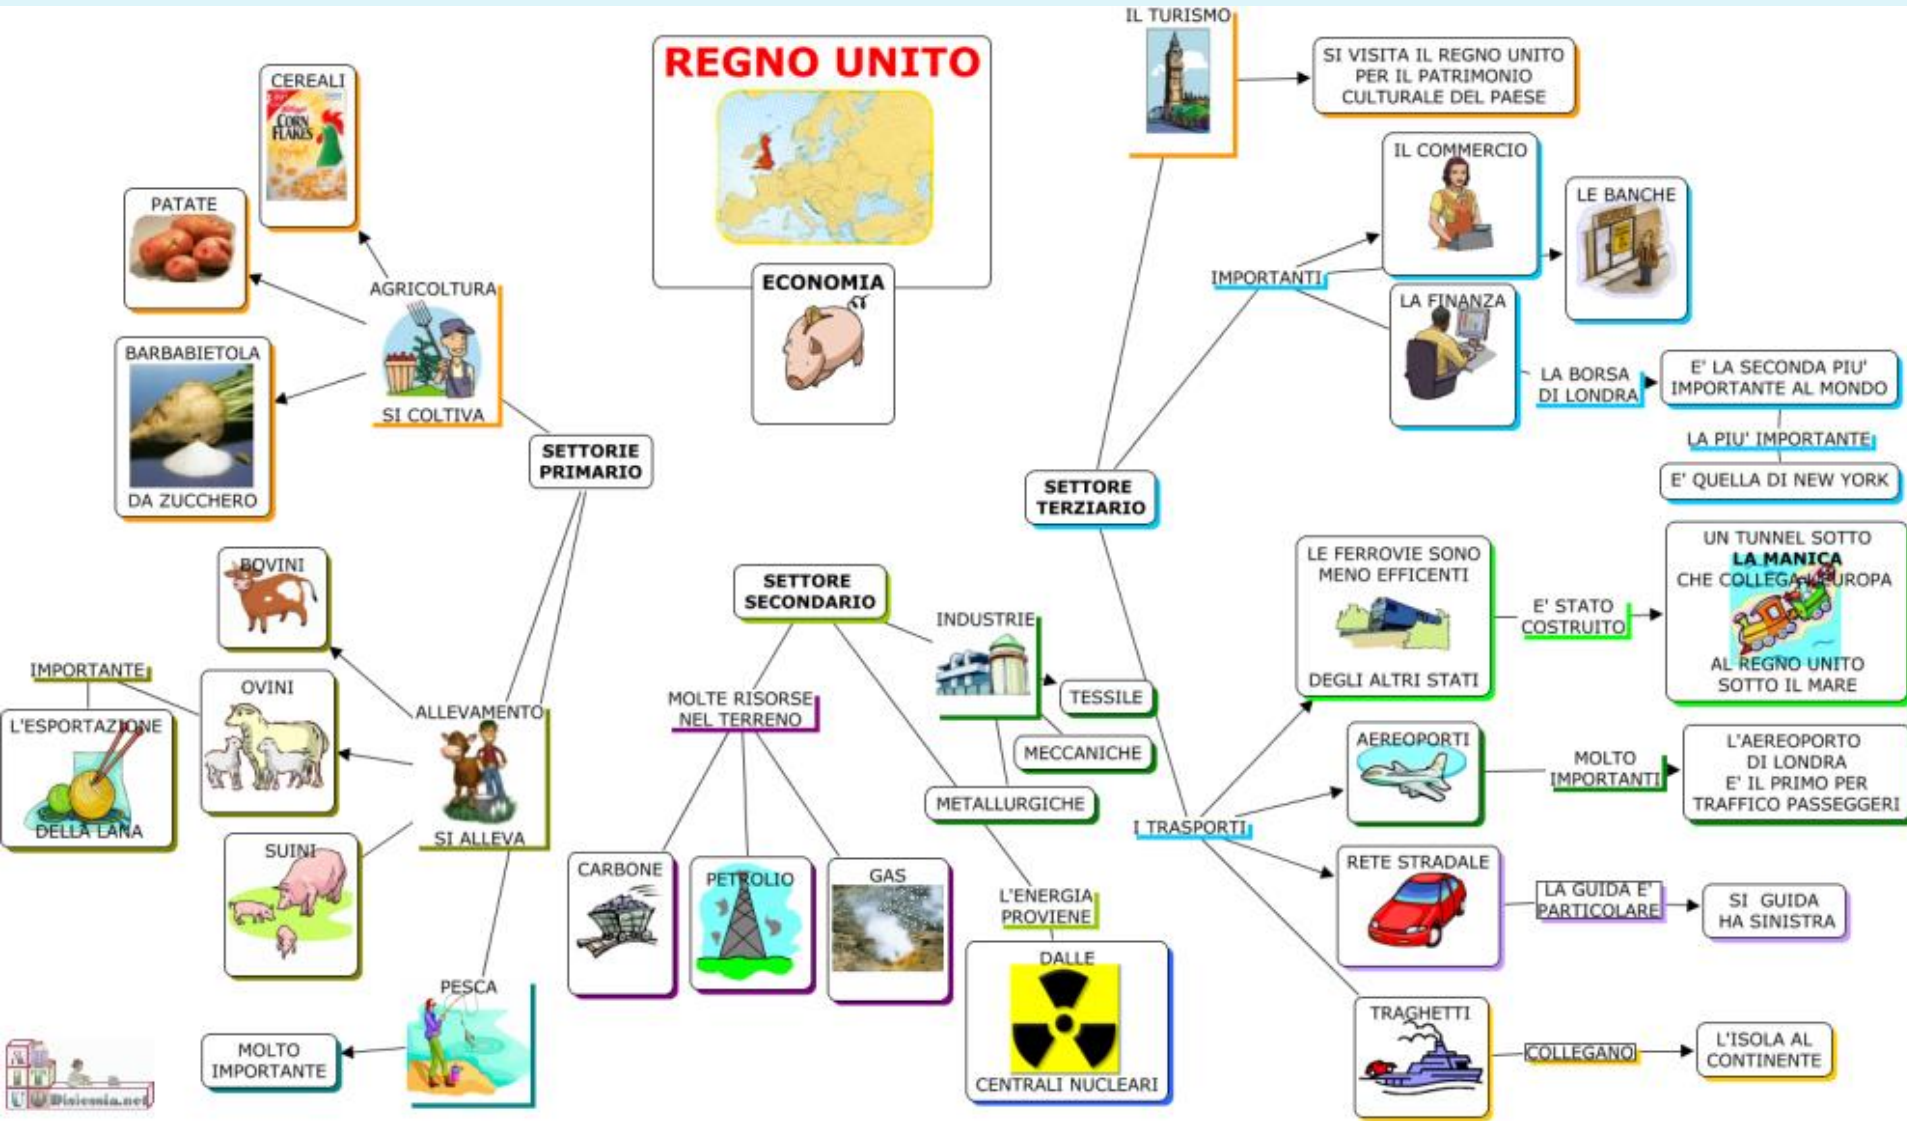 REGNO UNITO
ECONOMIA
SETTORIE
PRIMARIO
AGRICOLTURA
SI COLTIVA
CEREALI
Kellogg's
CORN
FLAKES
PATATE
BARBABIETOLA
DA ZUCCHERO
ALLEVAMENTO
SI ALLEVA
BOVINI
OVINI
IMPORTANTE
L'ESPORTAZIONE
DELLA LANA
SUINI
PESCA
MOLTO
IMPORTANTE
SETTORE
SECONDARIO
MOLTE RISORSE
NEL TERRENO
CARBONE
PETROLIO
GAS
INDUSTRIE
TESSILE
MECCANICHE
METALLURGICHE
L'ENERGIA
PROVIENE
DALLE
CENTRALI NUCLEARI
SETTORE
TERZIARIO
IL TURISMO
SI VISITA IL REGNO UNITO
PER IL PATRIMONIO
CULTURALE DEL PAESE
IMPORTANTI
IL COMMERCIO
LE BANCHE
LA FINANZA
LA BORSA
DI LONDRA
E' LA SECONDA PIU'
IMPORTANTE AL MONDO
LA PIU' IMPORTANTE
E' QUELLA DI NEW YORK
I TRASPORTI
LE FERROVIE SONO
MENO EFFICENTI
DEGLI ALTRI STATI
E' STATO
COSTRUITO
UN TUNNEL SOTTO
LA MANICA
CHE COLLEGA L'EUROPA
AL REGNO UNITO
SOTTO IL MARE
AEREOPORTI
MOLTO
IMPORTANTI
L'AEREOPORTO
DI LONDRA
E' IL PRIMO PER
TRAFFICO PASSEGGERI
RETE STRADALE
LA GUIDA E'
PARTICOLARE
SI GUIDA
HA SINISTRA
TRAGHETTI
COLLEGANO
L'ISOLA AL
CONTINENTE
Dislessia.net